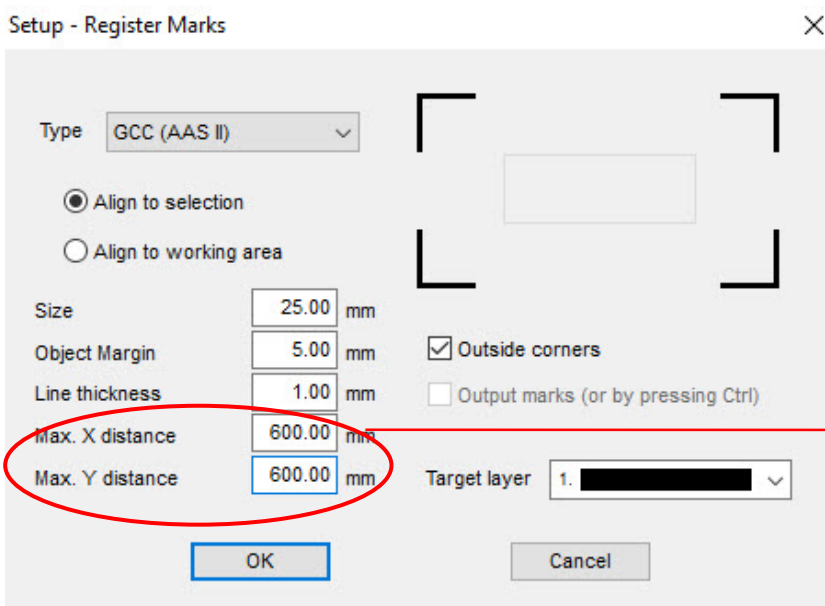 Setup - Register Marks
Type GCC (AAS II)
Align to selection
Align to working area
Size 25.00 mm
Object Margin 5.00 mm
Line thickness 1.00 mm
Max. X distance 600.00 mm
Max. Y distance 600.00 mm
Outside corners
Output marks (or by pressing Ctrl)
Target layer 1.
OK Cancel